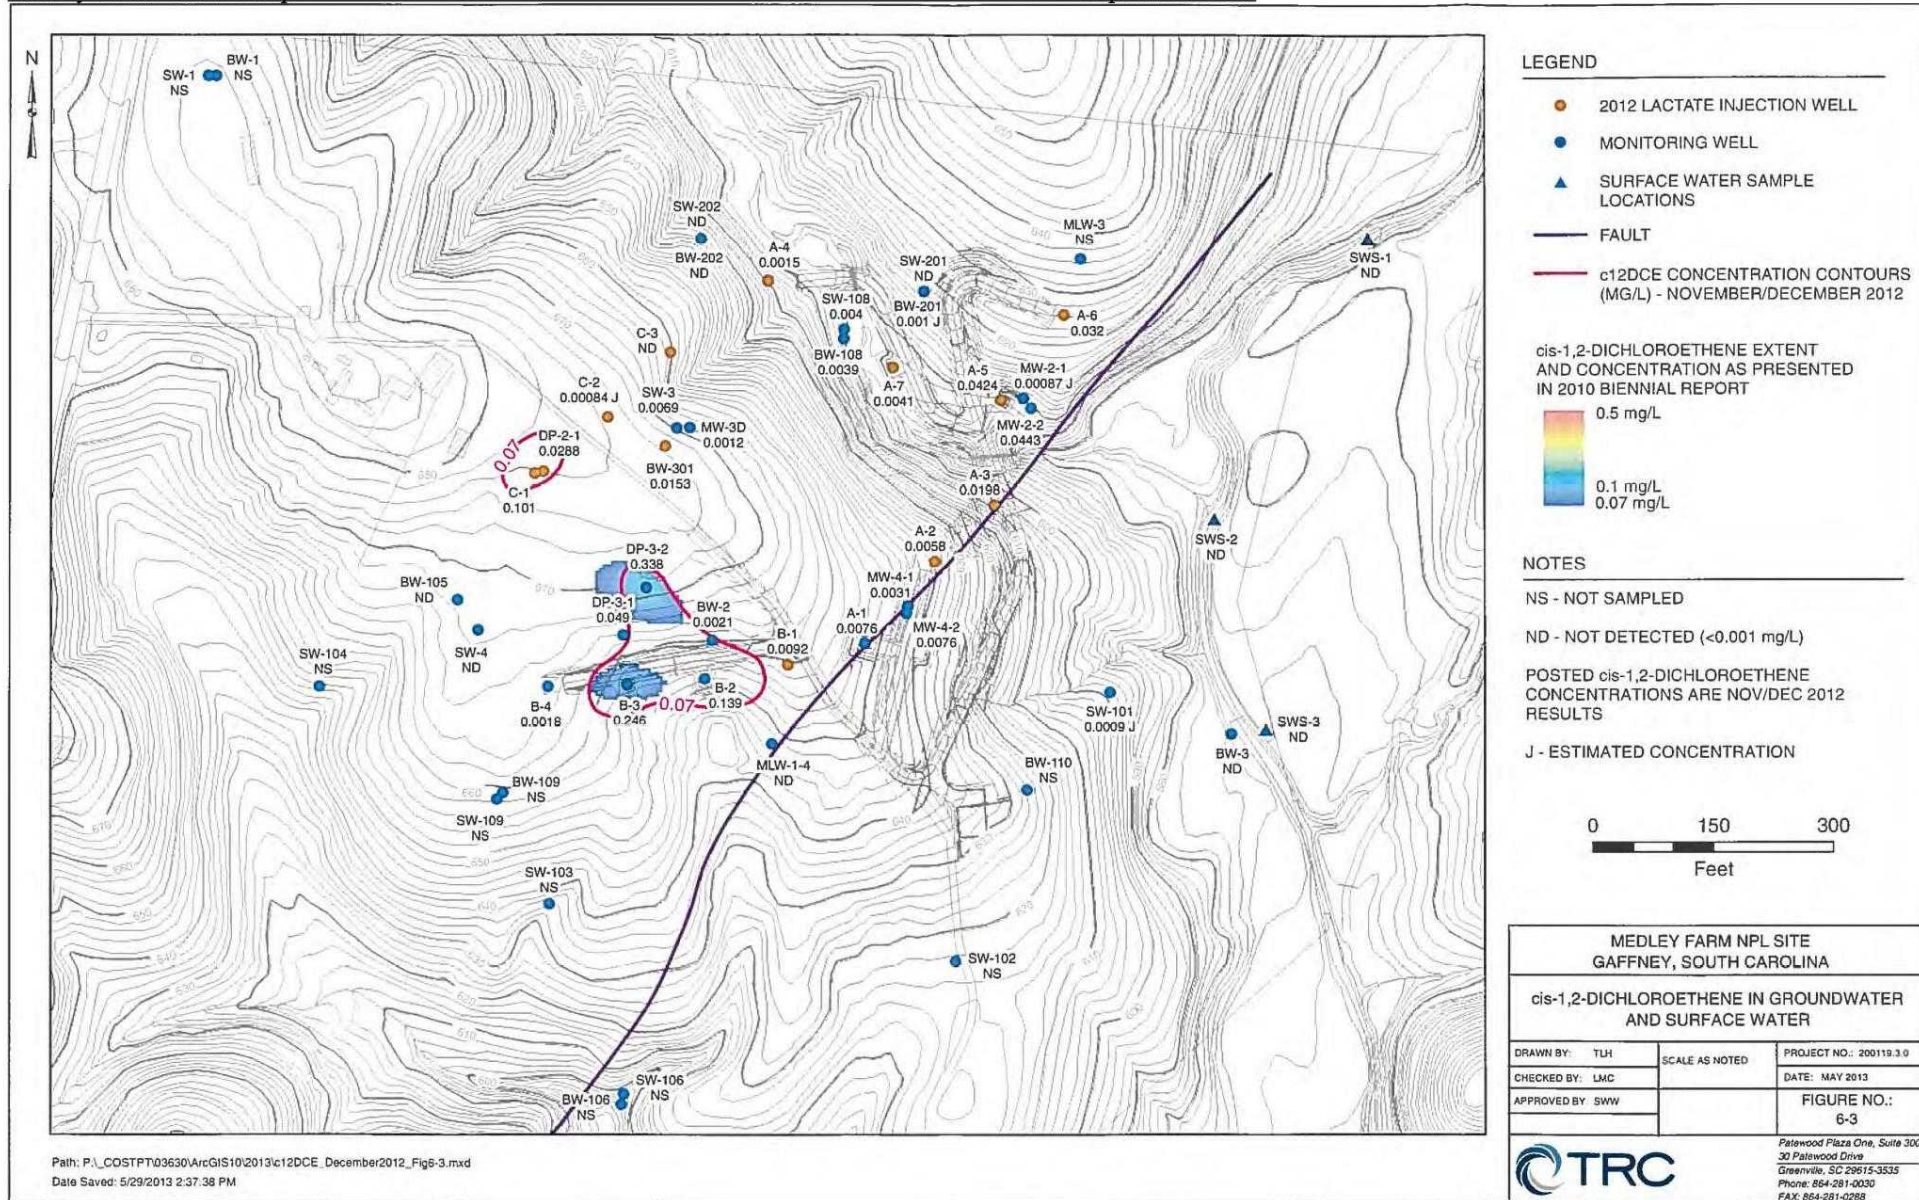 N
SW-1
NS
BW-1
NS
SW-202
ND
BW-202
ND
A-4
0.0015
SW-108
0.004
BW-108
0.0039
SW-201
ND
BW-201
0.001 J
MLW-3
NS
A-6
0.032
SWS-1
ND
C-3
ND
A-7
0.0041
A-5
0.0424
MW-2-1
0.00087 J
MW-2-2
0.0443
C-2
0.00084 J
SW-3
0.0069
MW-3D
0.0012
BW-301
0.0153
0.07
DP-2-1
0.0288
C-1
0.101
A-3
0.0198
A-2
0.0058
SWS-2
ND
DP-3-2
0.338
BW-105
ND
DP-3-1
0.049
BW-2
0.0021
MW-4-1
0.0031
A-1
0.0076
MW-4-2
0.0076
B-1
0.0092
SW-104
NS
SW-4
ND
B-4
0.0018
B-3
0.246
0.07
B-2
0.139
SW-101
0.0009 J
SWS-3
ND
BW-3
ND
MLW-1-4
ND
BW-110
NS
BW-109
NS
SW-109
NS
SW-103
NS
SW-102
NS
SW-106
NS
BW-106
NS
660
670
650
640
630
620
610
600
LEGEND
2012 LACTATE INJECTION WELL
MONITORING WELL
SURFACE WATER SAMPLE
LOCATIONS
FAULT
c12DCE CONCENTRATION CONTOURS
(MG/L) - NOVEMBER/DECEMBER 2012
cis-1,2-DICHLOROETHENE EXTENT
AND CONCENTRATION AS PRESENTED
IN 2010 BIENNIAL REPORT
0.5 mg/L
0.1 mg/L
0.07 mg/L
NOTES
NS - NOT SAMPLED
ND - NOT DETECTED (<0.001 mg/L)
POSTED cis-1,2-DICHLOROETHENE
CONCENTRATIONS ARE NOV/DEC 2012
RESULTS
J - ESTIMATED CONCENTRATION
0 150 300
Feet
MEDLEY FARM NPL SITE
GAFFNEY, SOUTH CAROLINA
cis-1,2-DICHLOROETHENE IN GROUNDWATER
AND SURFACE WATER
DRAWN BY: TLH
SCALE AS NOTED
PROJECT NO.: 200119.3.0
CHECKED BY: LMC
DATE: MAY 2013
APPROVED BY SWW
FIGURE NO.:
6-3
TRC
Patewood Plaza One, Suite 300
30 Patewood Drive
Greenville, SC 29615-3535
Phone: 864-281-0030
FAX: 864-281-0288
Path: P:\_COSTPT\03630\ArcGIS10\2013\c12DCE_December2012_Fig6-3.mxd
Date Saved: 5/29/2013 2:37:38 PM